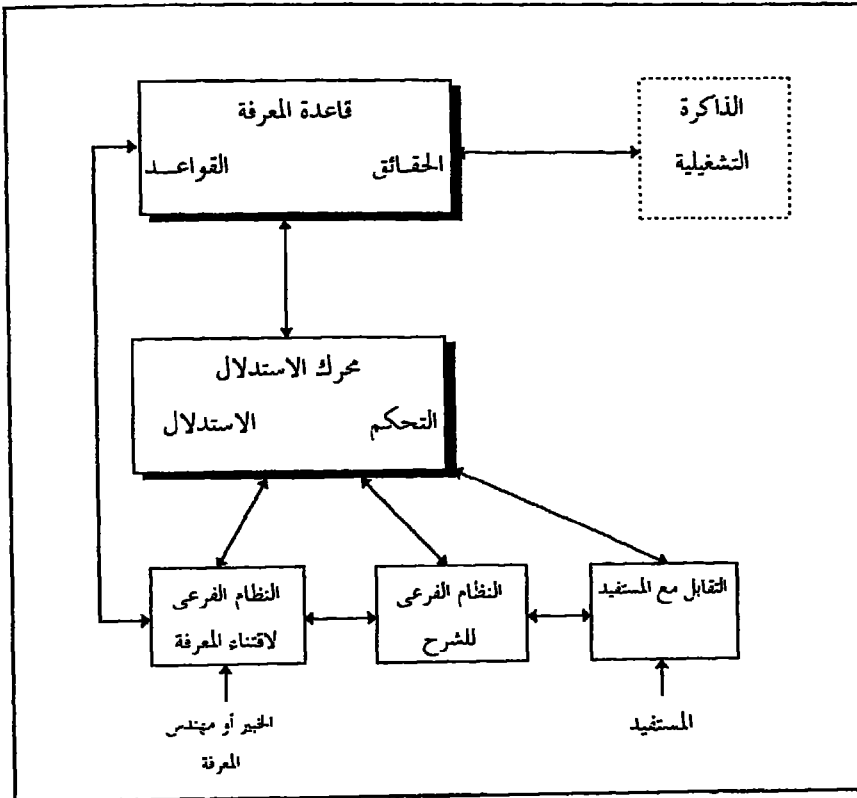 قاعدة المعرفة
الحقـائق القواعــد
الذاكرة
التشغيلية
محرك الاستدلال
التحكم الاستدلال
التقابل مع المستفيد
النظام الفرعى
للشرح
النظام الفرعى
لاقتناء المعرفة
المستفيد
الخبير أو مهندس
المعرفة